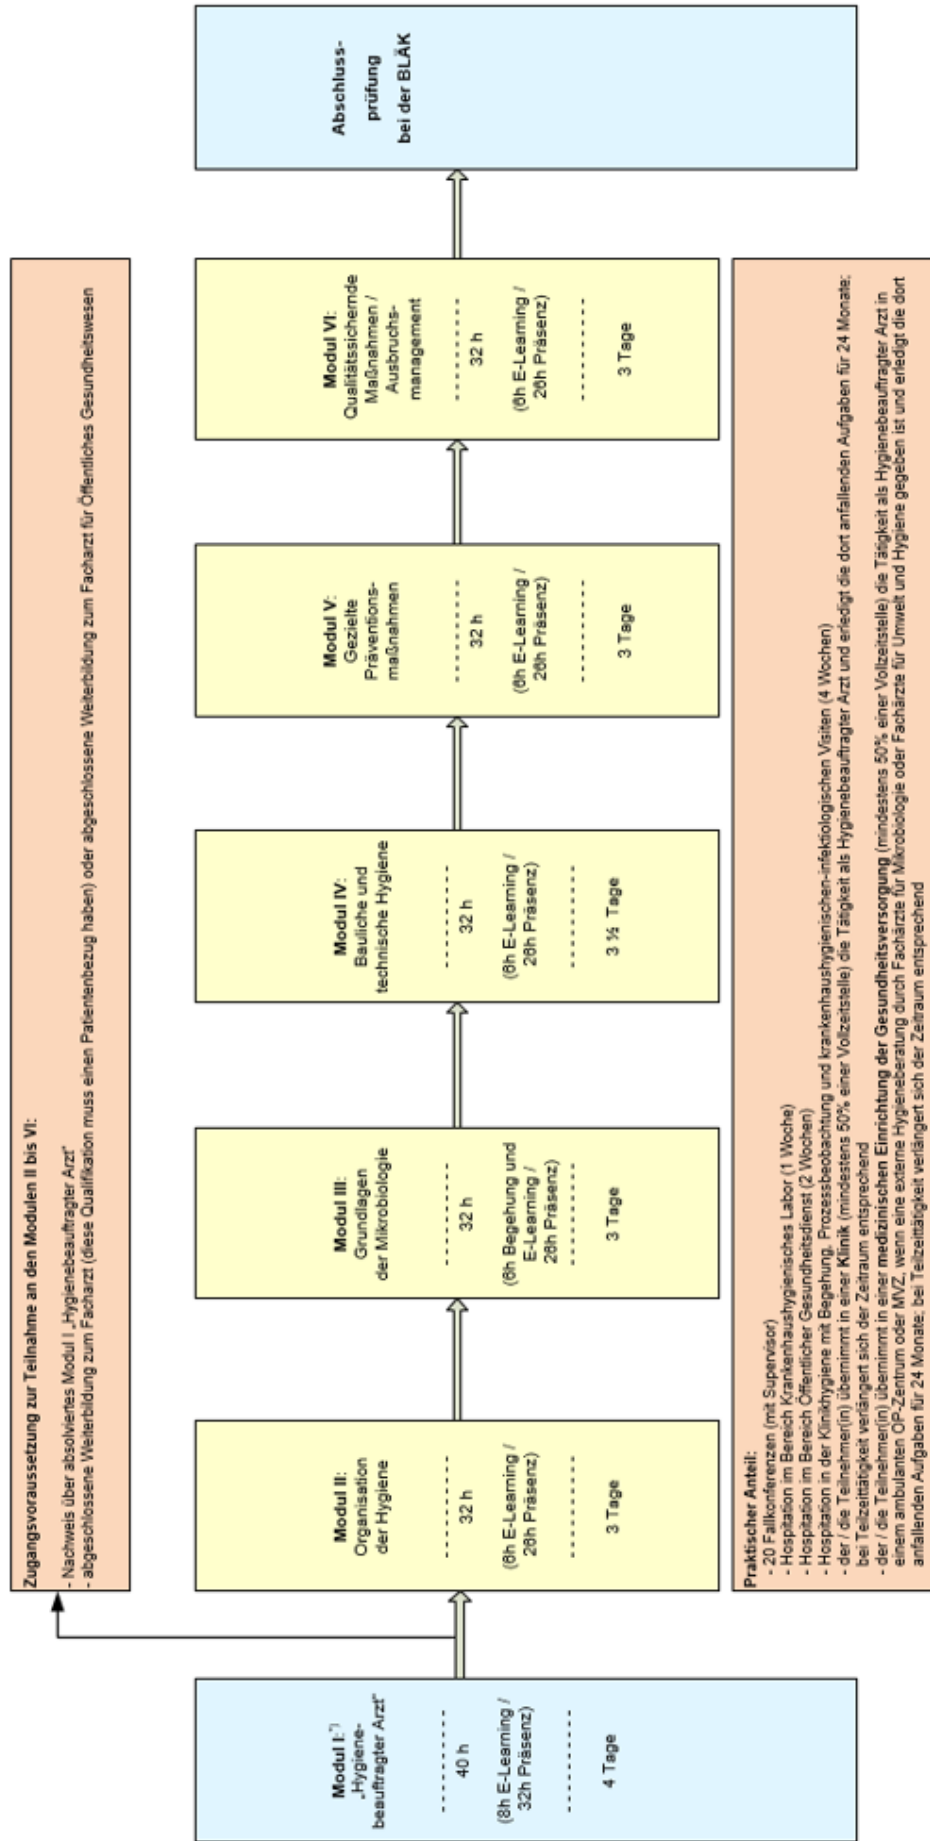 Zugangsvoraussetzung zur Teilnahme an den Modulen II bis VI:
- Nachweis über absolviertes Modul I „Hygienebeauftragter Arzt"
- abgeschlossene Weiterbildung zum Facharzt (diese Qualifikation muss einen Patientenbezug haben) oder abgeschlossene Weiterbildung zum Facharzt für Öffentliches Gesundheitswesen
Modul I:*)
„Hygiene-
beauftragter Arzt"
40 h
(8h E-Learning /
32h Präsenz)
4 Tage
Modul II:
Organisation
der Hygiene
32 h
(6h E-Learning /
26h Präsenz)
3 Tage
Modul III:
Grundlagen
der Mikrobiologie
32 h
(6h Begehung und
E-Learning /
26h Präsenz)
3 Tage
Modul IV:
Bauliche und
technische Hygiene
32 h
(6h E-Learning /
26h Präsenz)
3 ½ Tage
Modul V:
Gezielte
Präventions-
maßnahmen
32 h
(6h E-Learning /
26h Präsenz)
3 Tage
Modul VI:
Qualitätssichernde
Maßnahmen /
Ausbruchs-
management
32 h
(6h E-Learning /
26h Präsenz)
3 Tage
Abschluss-
prüfung
bei der BLÄK
Praktischer Anteil:
- 20 Fallkonferenzen (mit Supervisor)
- Hospitation im Bereich Krankenhaushygienisches Labor (1 Woche)
- Hospitation im Bereich Öffentlicher Gesundheitsdienst (2 Wochen)
- Hospitation in der Klinikhygiene mit Begehung, Prozessbeobachtung und krankenhaushygienischen-infektiologischen Visiten (4 Wochen)
- der / die Teilnehmer(in) übernimmt in einer Klinik (mindestens 50% einer Vollzeitstelle) die Tätigkeit als Hygienebeauftragter Arzt und erledigt die dort anfallenden Aufgaben für 24 Monate;
bei Teilzeittätigkeit verlängert sich der Zeitraum entsprechend
- der / die Teilnehmer(in) übernimmt in einer medizinischen Einrichtung der Gesundheitsversorgung (mindestens 50% einer Vollzeitstelle) die Tätigkeit als Hygienebeauftragter Arzt in
einem ambulanten OP-Zentrum oder MVZ, wenn eine externe Hygieneberatung durch Fachärzte für Mikrobiologie oder Fachärzte für Umwelt und Hygiene gegeben ist und erledigt die dort
anfallenden Aufgaben für 24 Monate; bei Teilzeittätigkeit verlängert sich der Zeitraum entsprechend